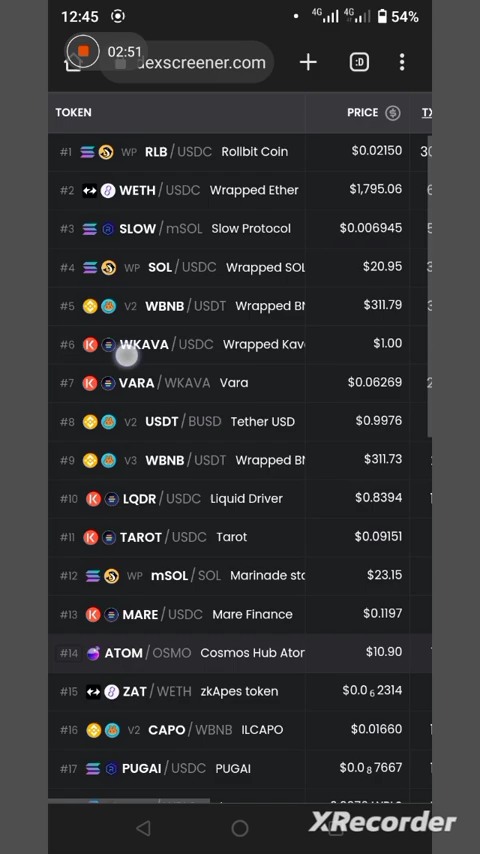 12:45 4G 4G 54%
02:51 dexscreener.com :D
TOKEN PRICE
#1 WP RLB / USDC Rollbit Coin $0.02150
#2 WETH / USDC Wrapped Ether $1,795.06
#3 SLOW / mSOL Slow Protocol $0.006945
#4 WP SOL / USDC Wrapped SOL $20.95
#5 V2 WBNB / USDT Wrapped BN $311.79
#6 WKAVA / USDC Wrapped Kav $1.00
#7 VARA / WKAVA Vara $0.06269
#8 V2 USDT / BUSD Tether USD $0.9976
#9 V3 WBNB / USDT Wrapped BN $311.73
#10 LQDR / USDC Liquid Driver $0.8394
#11 TAROT / USDC Tarot $0.09151
#12 WP mSOL / SOL Marinade sta $23.15
#13 MARE / USDC Mare Finance $0.1197
#14 ATOM / OSMO Cosmos Hub Atom $10.90
#15 ZAT / WETH zkApes token $0.0₆2314
#16 V2 CAPO / WBNB ILCAPO $0.01660
#17 PUGAI / USDC PUGAI $0.0₈7667
XRecorder